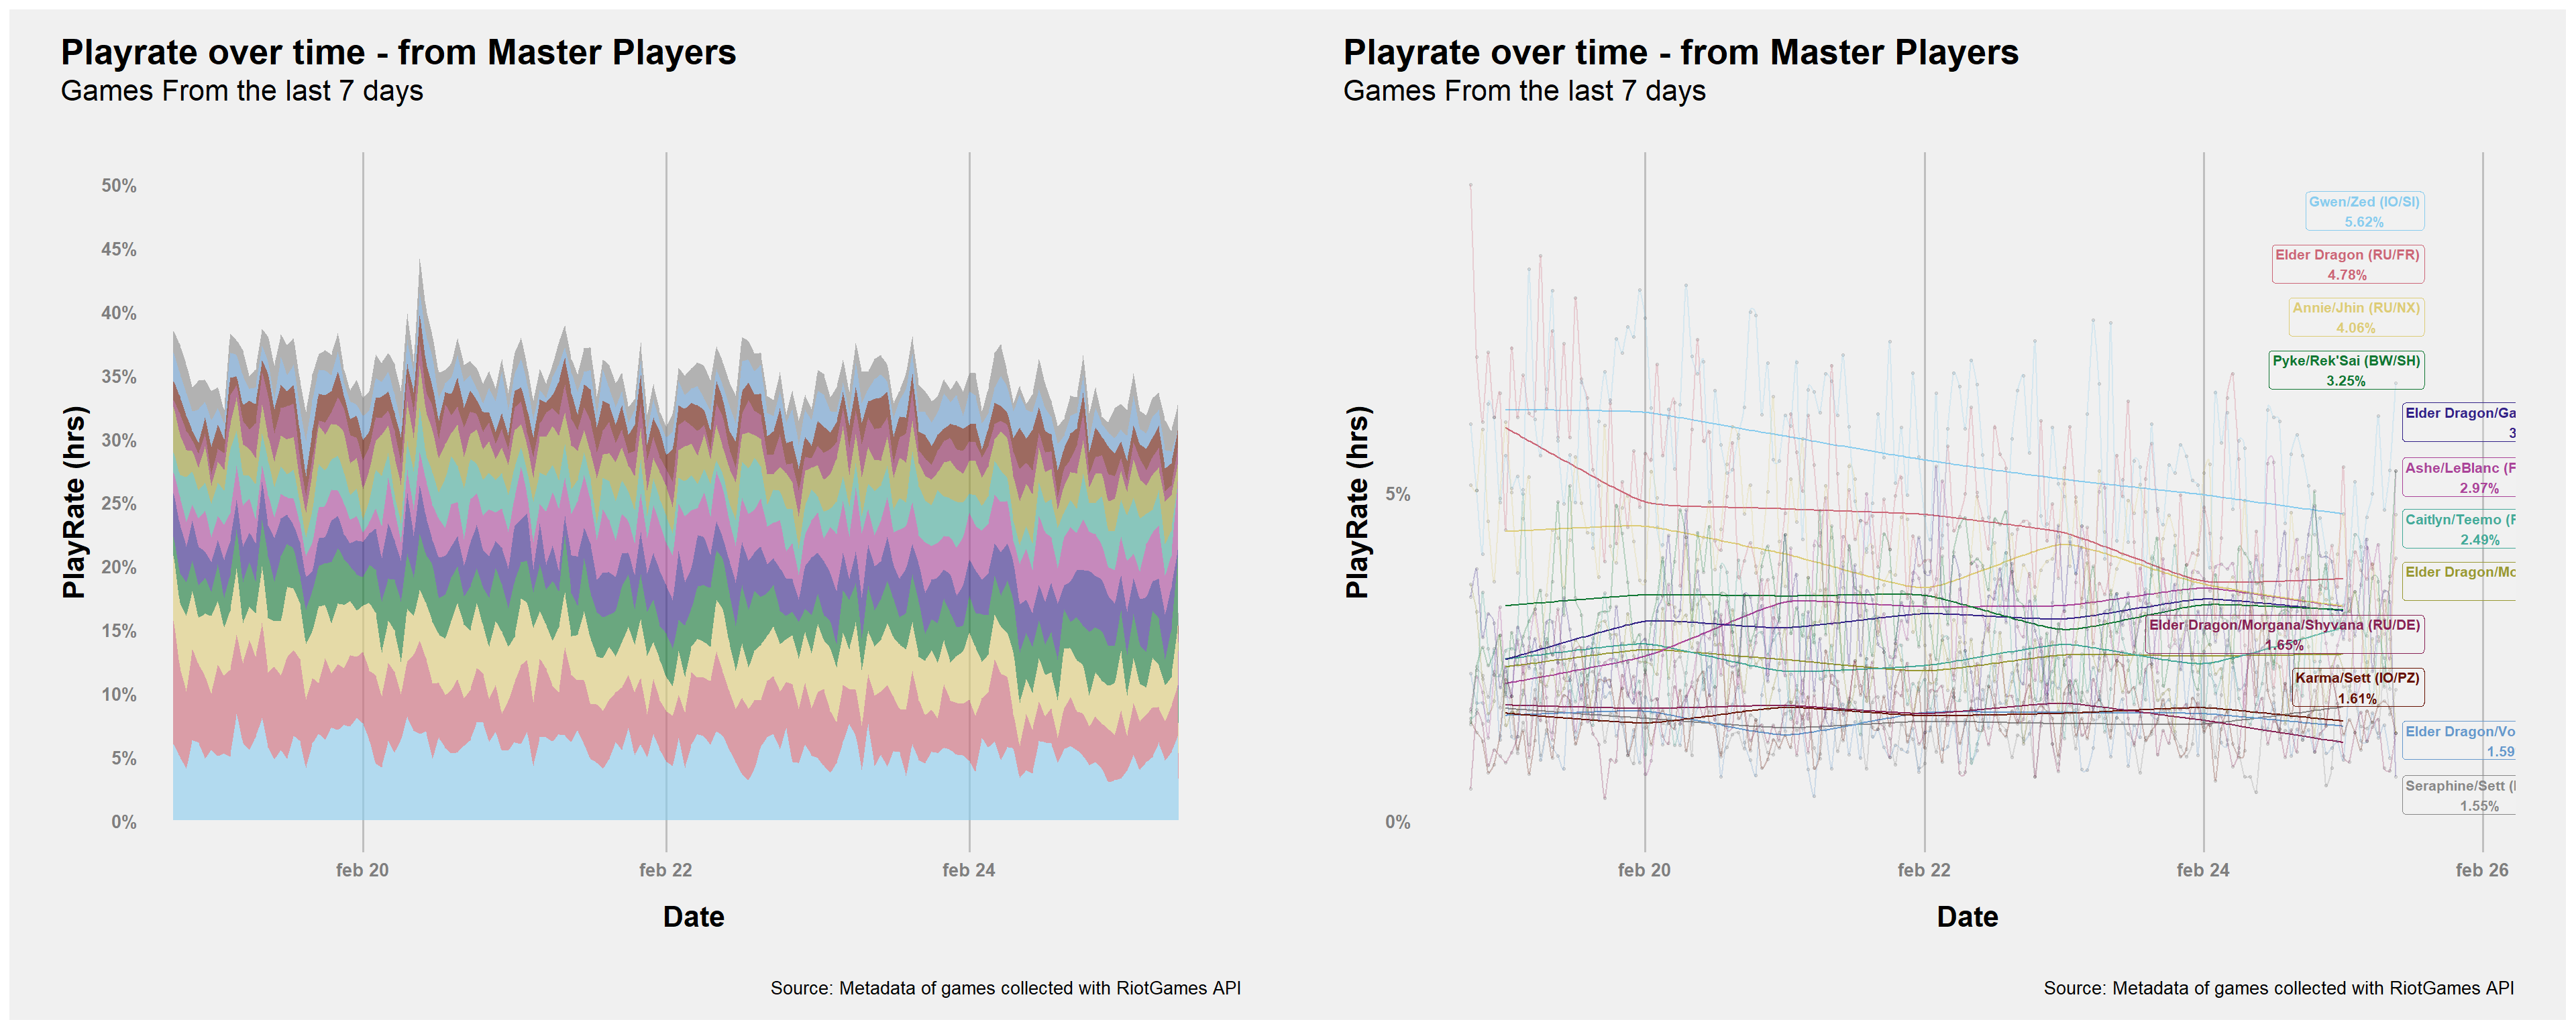 Playrate over time - from Master Players
Games From the last 7 days
PlayRate (hrs)
50%
45%
40%
35%
30%
25%
20%
15%
10%
5%
0%
feb 20
feb 22
feb 24
Date
Source: Metadata of games collected with RiotGames API
Playrate over time - from Master Players
Games From the last 7 days
PlayRate (hrs)
5%
0%
Gwen/Zed (IO/SI)
5.62%
Elder Dragon (RU/FR)
4.78%
Annie/Jhin (RU/NX)
4.06%
Pyke/Rek'Sai (BW/SH)
3.25%
Elder Dragon/Ga
3
Ashe/LeBlanc (F
2.97%
Caitlyn/Teemo (F
2.49%
Elder Dragon/Mo
Elder Dragon/Morgana/Shyvana (RU/DE)
1.65%
Karma/Sett (IO/PZ)
1.61%
Elder Dragon/Vo
1.59
Seraphine/Sett (
1.55%
feb 20
feb 22
feb 24
feb 26
Date
Source: Metadata of games collected with RiotGames API